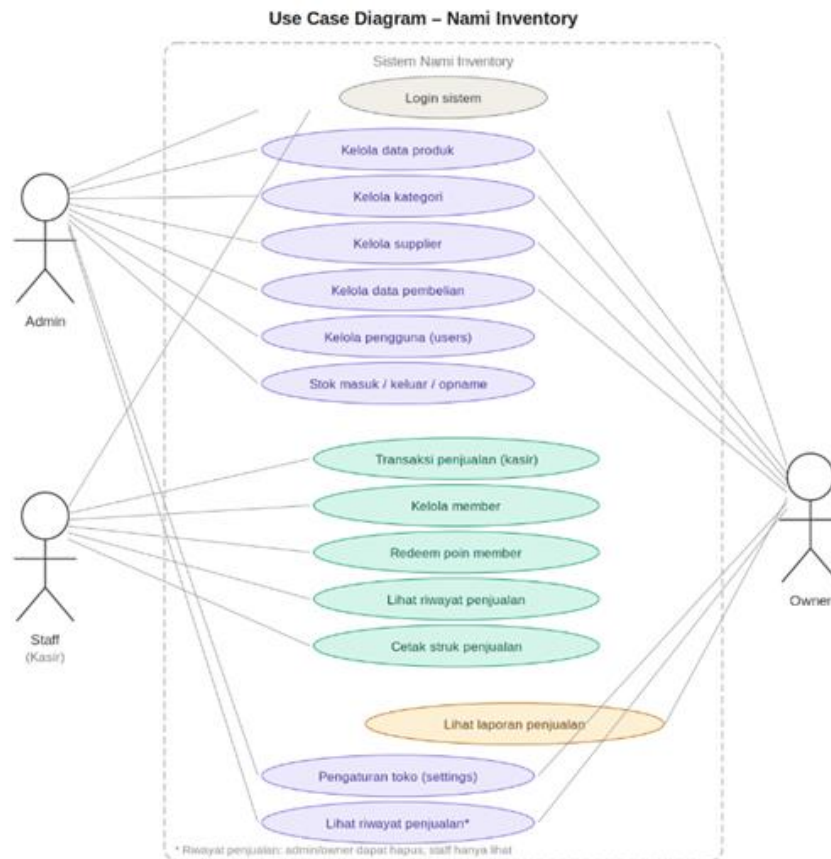 Use Case Diagram – Nami Inventory
Sistem Nami Inventory
Login sistem
Kelola data produk
Kelola kategori
Kelola supplier
Kelola data pembelian
Admin
Kelola pengguna (users)
Stok masuk / keluar / opname
Transaksi penjualan (kasir)
Kelola member
Redeem poin member
Lihat riwayat penjualan
Owner
Cetak struk penjualan
Staff
(Kasir)
Lihat laporan penjualan
Pengaturan toko (settings)
Lihat riwayat penjualan*
* Riwayat penjualan: admin/owner dapat hapus, staff hanya lihat